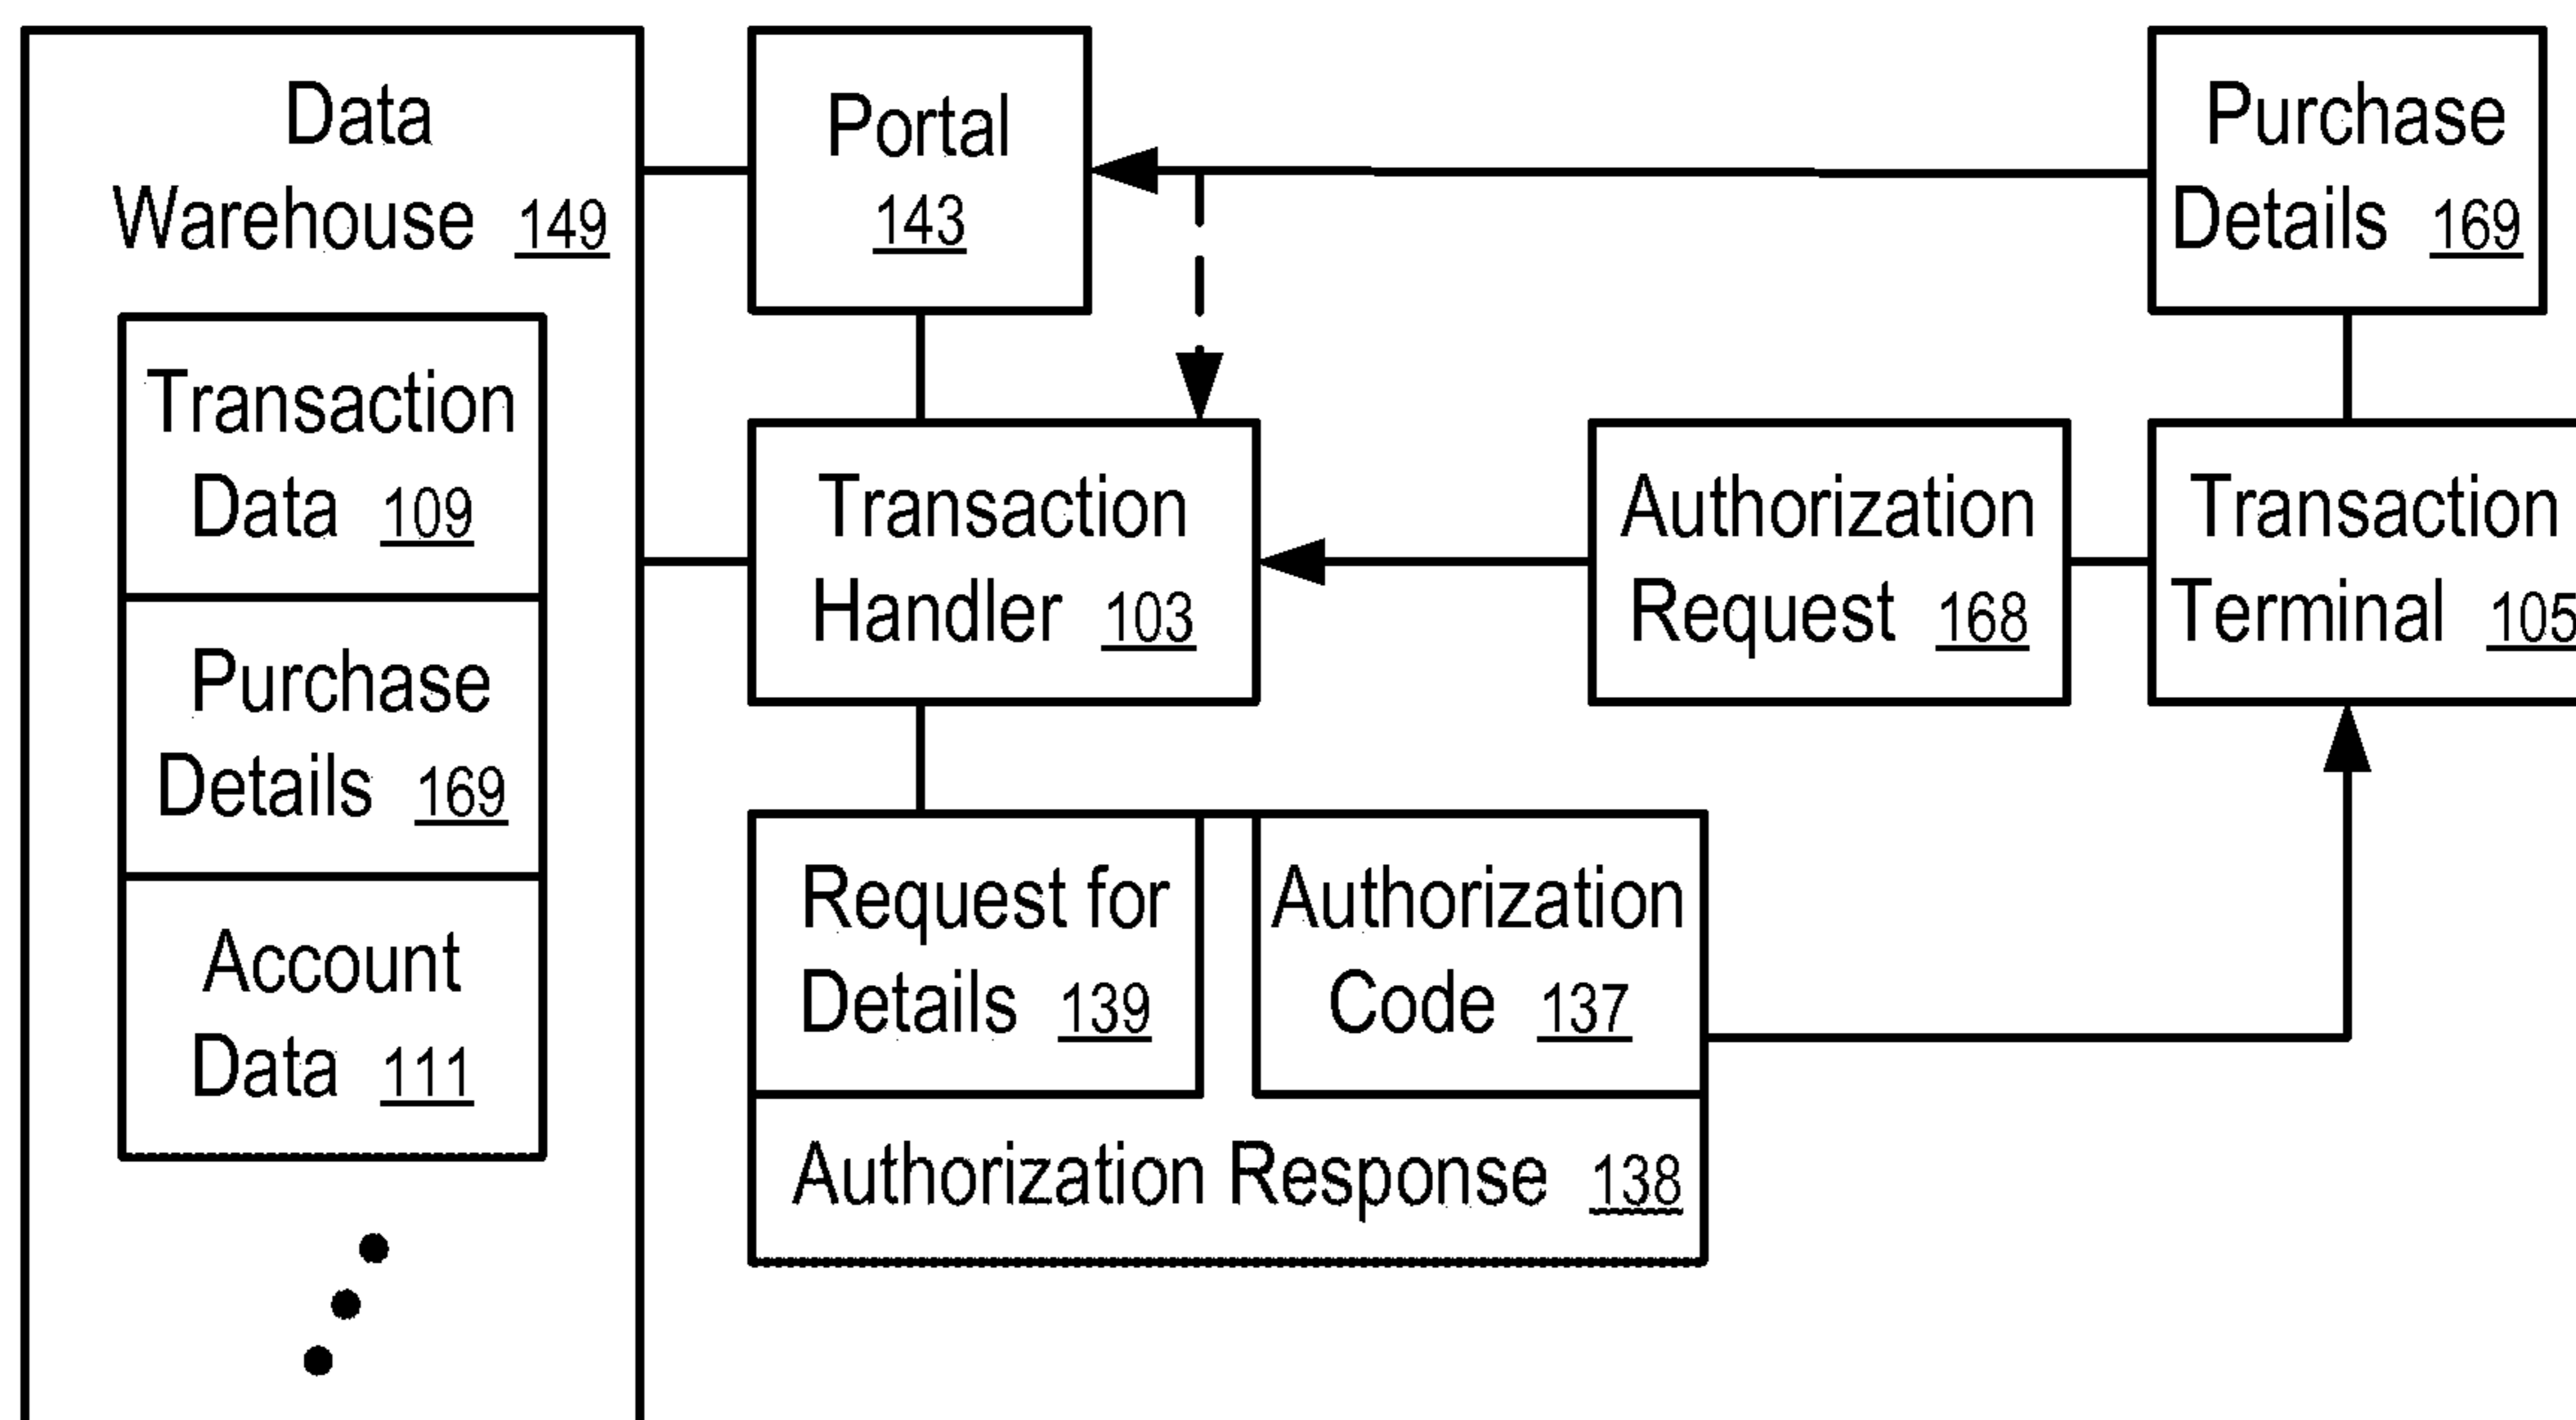 Data
Warehouse 149
Transaction
Data 109
Purchase
Details 169
Account
Data 111
Portal
143
Purchase
Details 169
Transaction
Handler 103
Authorization
Request 168
Transaction
Terminal 105
Request for
Details 139
Authorization
Code 137
Authorization Response 138